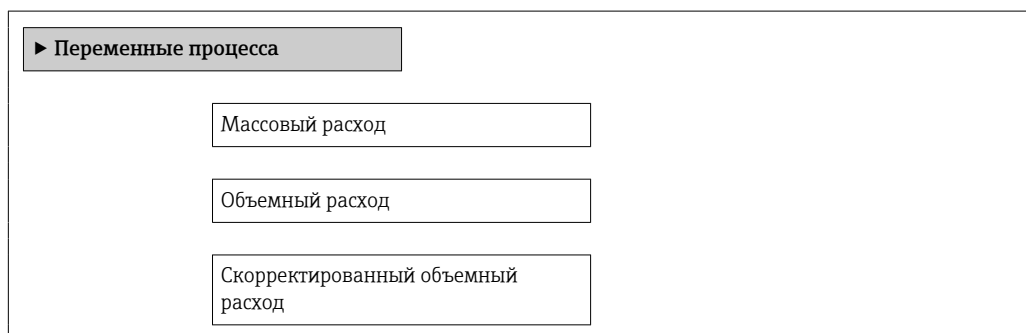 ▶ Переменные процесса
Массовый расход
Объемный расход
Скорректированный объемный
расход